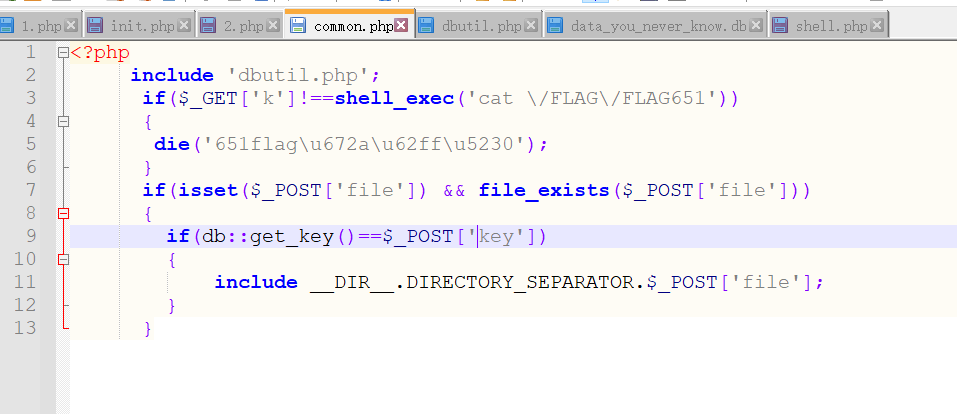 1.php init.php 2.php common.php dbutil.php data_you_never_know.db shell.php
1 <?php
2 include 'dbutil.php';
3 if($_GET['k']!==shell_exec('cat \/FLAG\/FLAG651'))
4 {
5 die('651flag\u672a\u62ff\u5230');
6 }
7 if(isset($_POST['file']) && file_exists($_POST['file']))
8 {
9 if(db::get_key()==$_POST['key'])
10 {
11 include __DIR__.DIRECTORY_SEPARATOR.$_POST['file'];
12 }
13 }